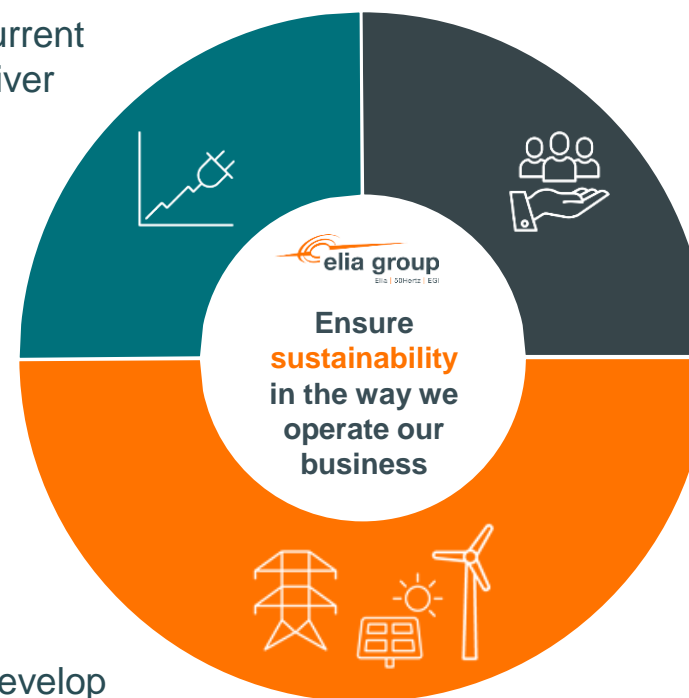 urrent
iver
elia group
Elia | 50Hertz | EGI
Ensure
sustainability
in the way we
operate our
business
evelop